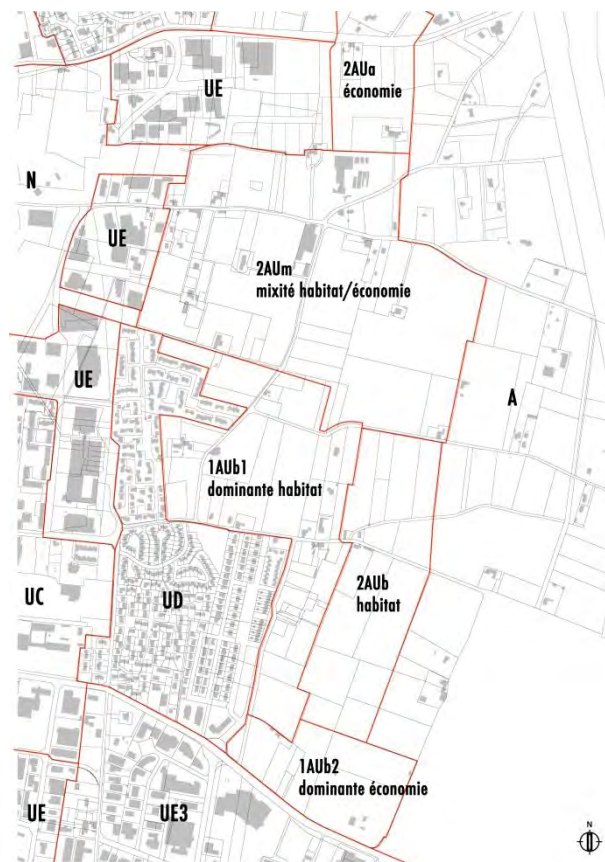 UE
2AUa
économie
N
UE
2AUm
mixité habitat/économie
UE
A
1AUb1
dominante habitat
2AUb
habitat
UC
UD
1AUb2
dominante économie
UE
UE3
N